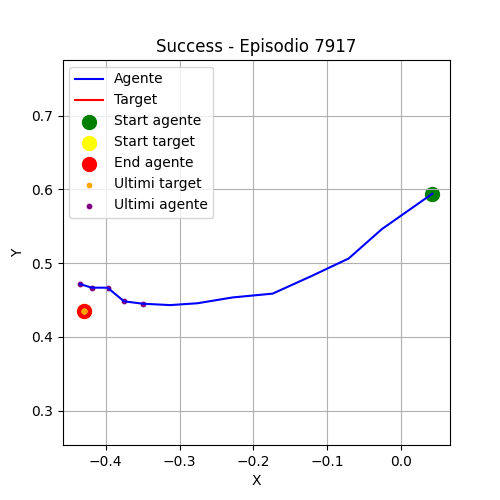 Success - Episodio 7917
Agente
Target
Start agente
Start target
End agente
Ultimi target
Ultimi agente
0.7
0.6
0.5
0.4
0.3
Y
−0.4
−0.3
−0.2
−0.1
0.0
X